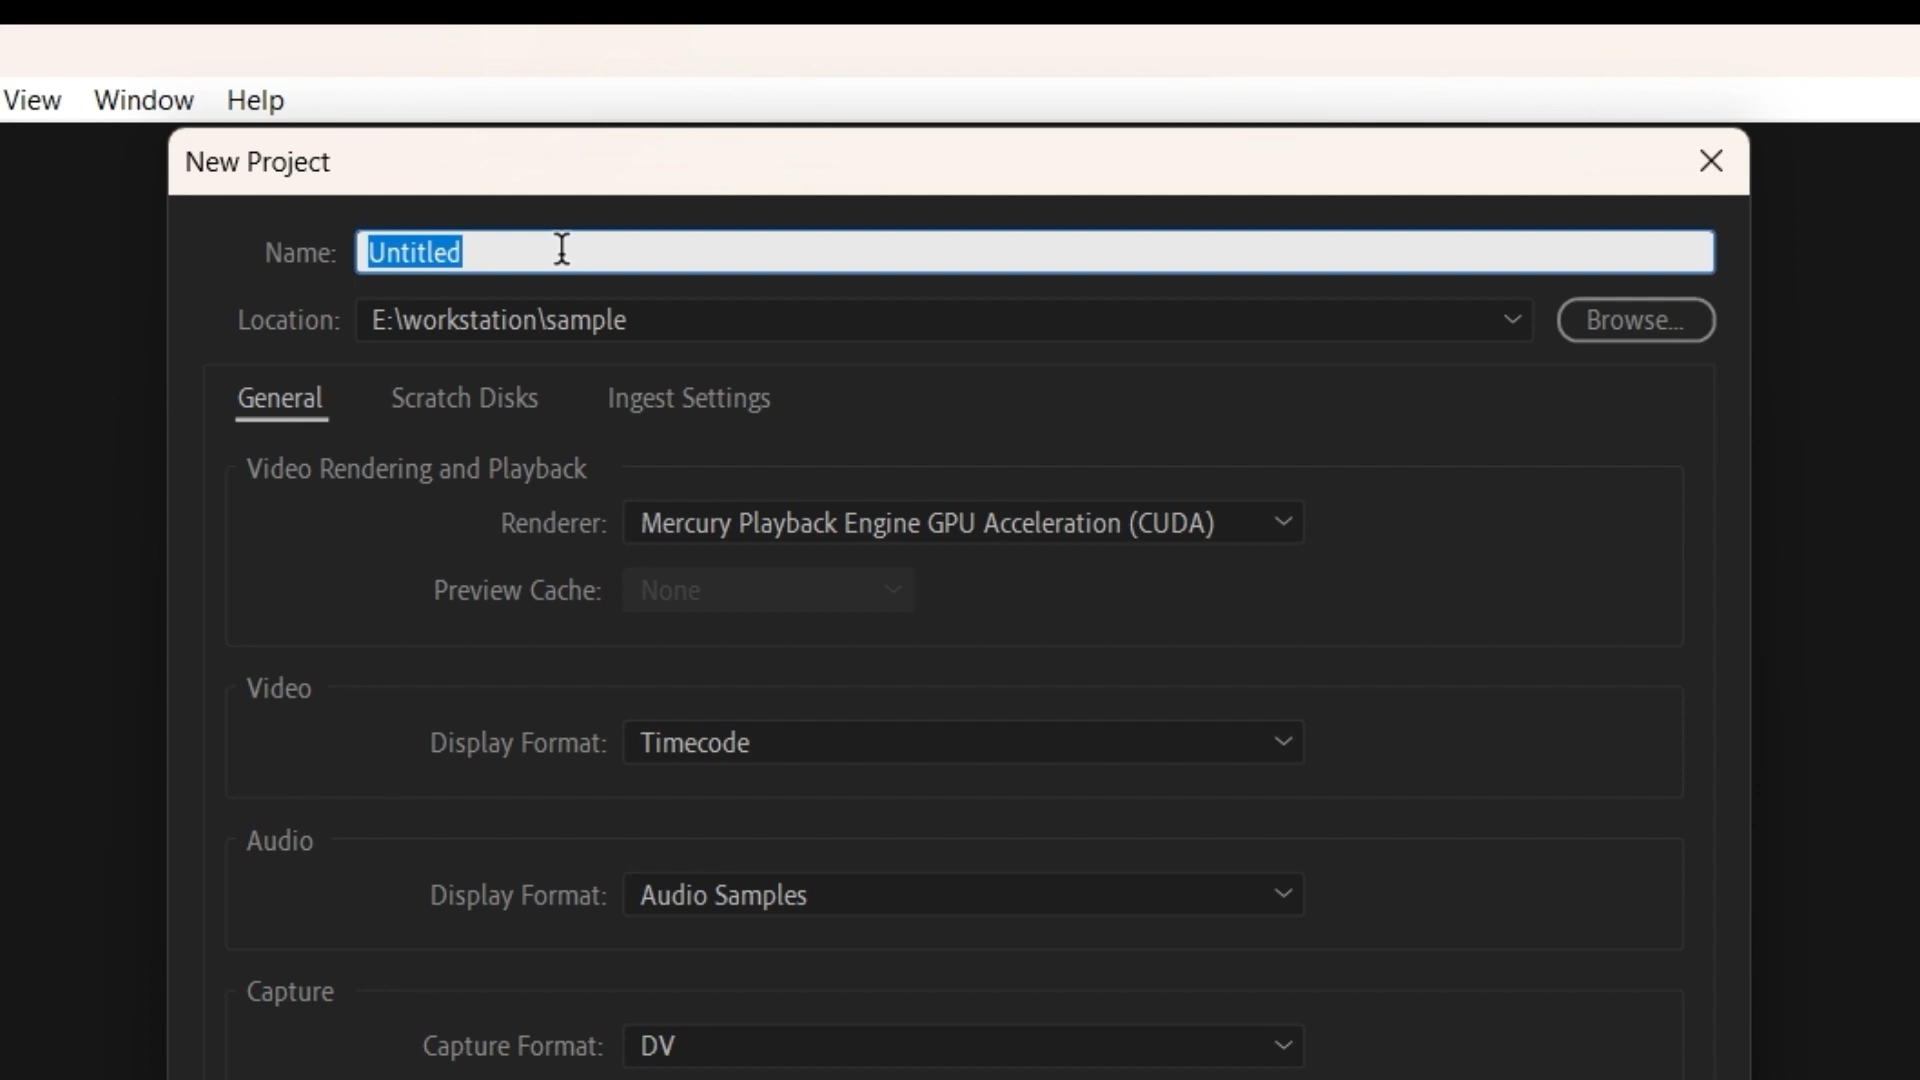 View Window Help
New Project
Name: Untitled
Location: E:\workstation\sample Browse...
General Scratch Disks Ingest Settings
Video Rendering and Playback
Renderer: Mercury Playback Engine GPU Acceleration (CUDA)
Preview Cache: None
Video
Display Format: Timecode
Audio
Display Format: Audio Samples
Capture
Capture Format: DV